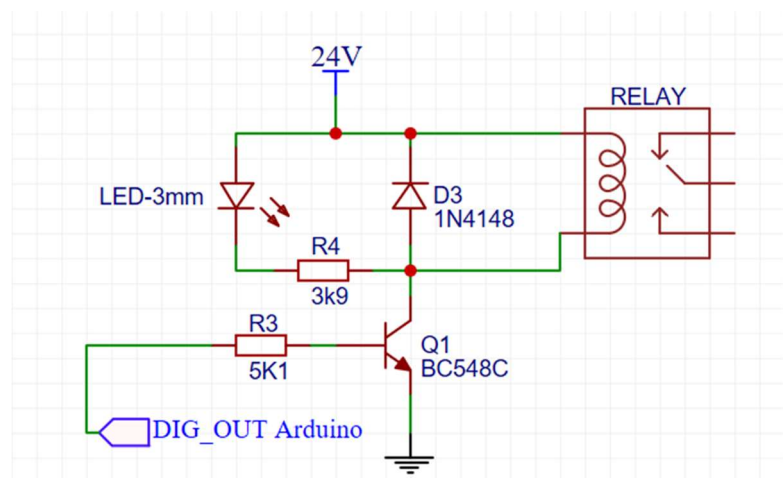 24V
RELAY
LED-3mm
D3
1N4148
R4
3k9
R3
5K1
Q1
BC548C
DIG_OUT Arduino